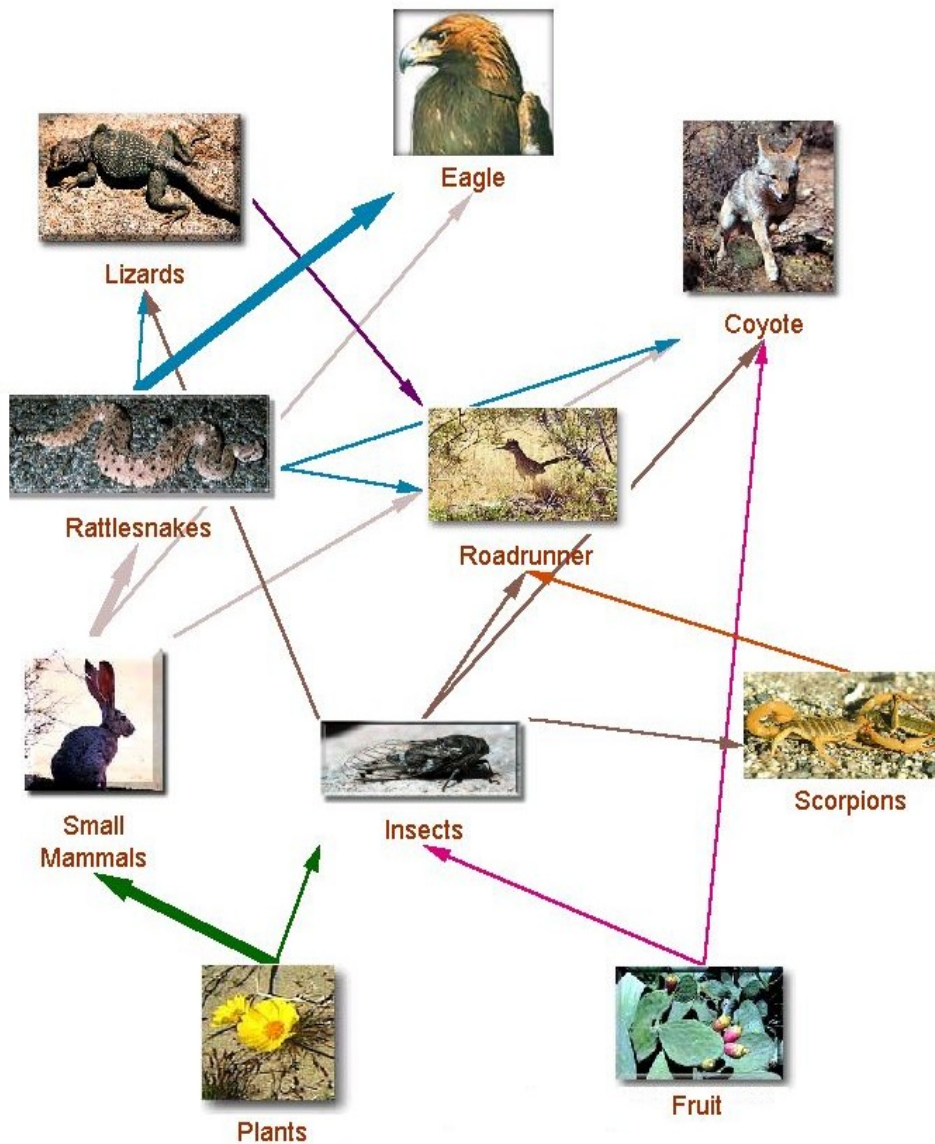 Eagle
Lizards
Coyote
Rattlesnakes
Roadrunner
Scorpions
Small
Mammals
Insects
Fruit
Plants